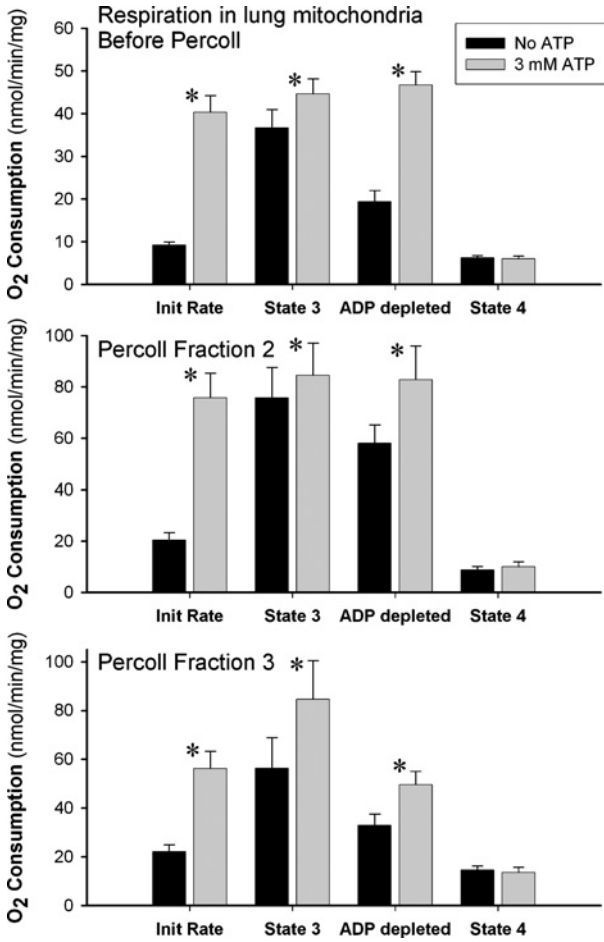 Respiration in lung mitochondria
Before Percoll
No ATP
3 mM ATP
O2 Consumption (nmol/min/mg)
60
50
40
30
20
10
0
*
*
*
Init Rate State 3 ADP depleted State 4
Percoll Fraction 2
O2 Consumption (nmol/min/mg)
100
80
60
40
20
0
*
*
*
Init Rate State 3 ADP depleted State 4
Percoll Fraction 3
O2 Consumption (nmol/min/mg)
100
80
60
40
20
0
*
*
*
Init Rate State 3 ADP depleted State 4